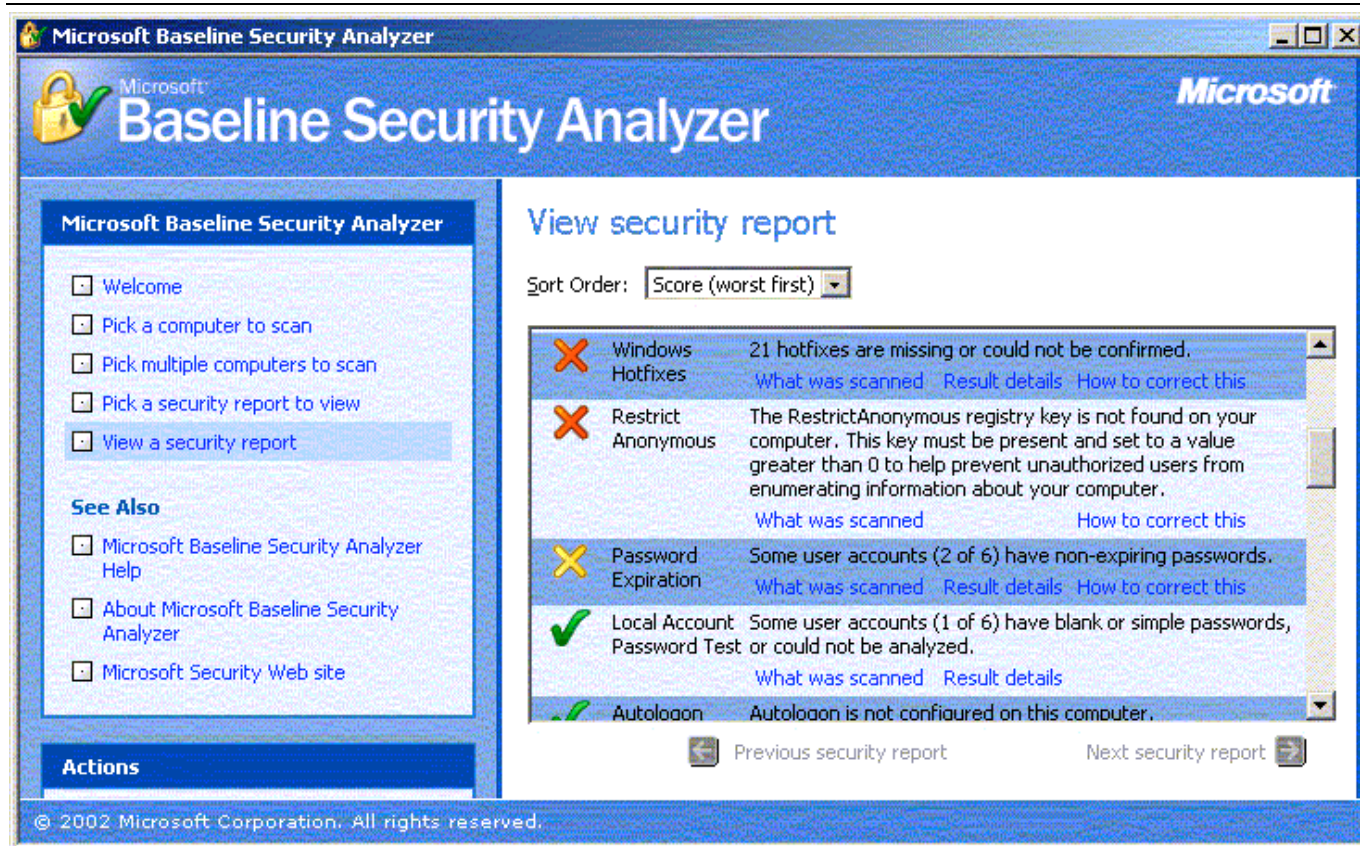 Microsoft Baseline Security Analyzer
Microsoft
Baseline Security Analyzer
Microsoft
Microsoft Baseline Security Analyzer
Welcome
Pick a computer to scan
Pick multiple computers to scan
Pick a security report to view
View a security report
See Also
Microsoft Baseline Security Analyzer
Help
About Microsoft Baseline Security
Analyzer
Microsoft Security Web site
Actions
View security report
Sort Order: Score (worst first)
Windows
Hotfixes
21 hotfixes are missing or could not be confirmed.
What was scanned Result details How to correct this
Restrict
Anonymous
The RestrictAnonymous registry key is not found on your
computer. This key must be present and set to a value
greater than 0 to help prevent unauthorized users from
enumerating information about your computer.
What was scanned How to correct this
Password
Expiration
Some user accounts (2 of 6) have non-expiring passwords.
What was scanned Result details How to correct this
Local Account
Password Test
Some user accounts (1 of 6) have blank or simple passwords,
or could not be analyzed.
What was scanned Result details
Autologon
Autologon is not configured on this computer.
Previous security report Next security report
© 2002 Microsoft Corporation. All rights reserved.